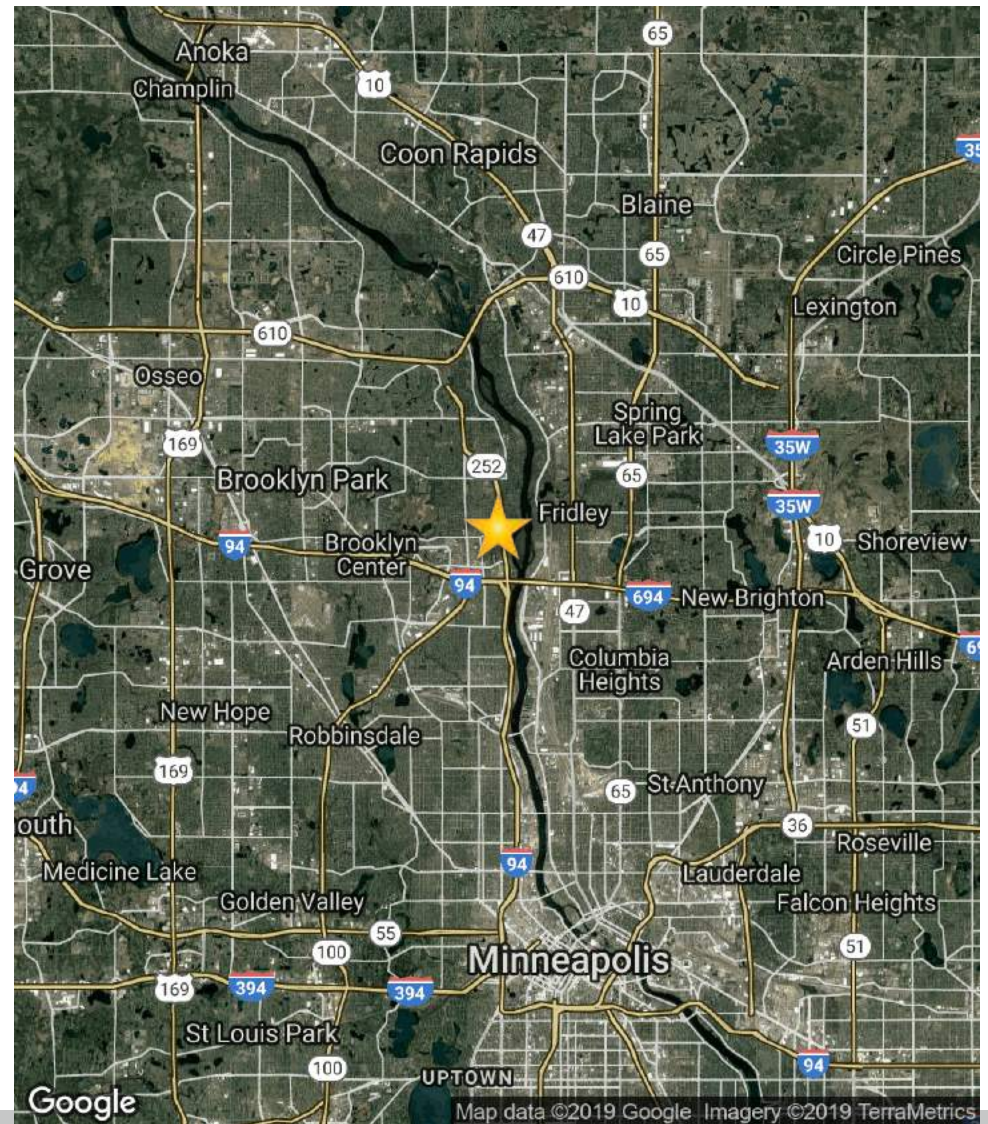 65
Anoka
10
Champlin
35
Coon Rapids
Blaine
47
65
Circle Pines
610
10
Lexington
610
Osseo
Spring
Lake Park
169
35W
252
65
Brooklyn Park
35W
Fridley
10
Shoreview
94
Brooklyn
Center
Grove
94
694
New Brighton
47
69
Columbia
Heights
Arden Hills
New Hope
51
Robbinsdale
169
94
65
St Anthony
outh
36
Roseville
94
Medicine Lake
Lauderdale
Golden Valley
Falcon Heights
55
100
51
Minneapolis
169
394
394
St Louis Park
100
94
UPTOWN
Google
Map data ©2019 Google Imagery ©2019 TerraMetrics